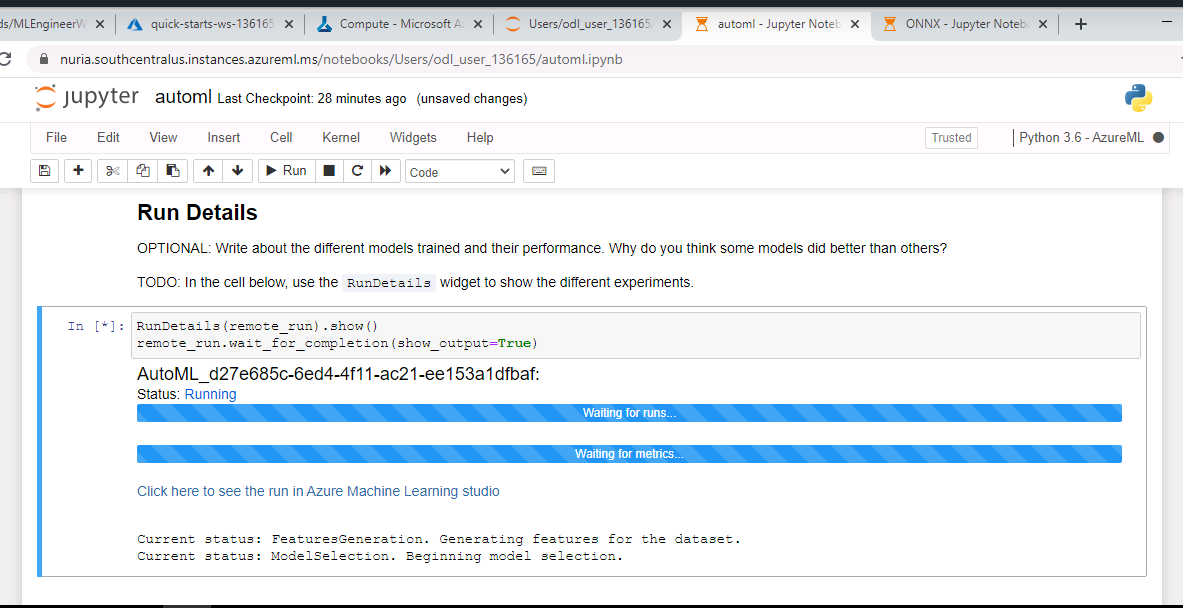 ds/MLEngineerW
quick-starts-ws-136165
Compute - Microsoft A
Users/odl_user_136165
automl - Jupyter Noteb
ONNX - Jupyter Notebo
nuria.southcentralus.instances.azureml.ms/notebooks/Users/odl_user_136165/automl.ipynb
jupyter automl Last Checkpoint: 28 minutes ago (unsaved changes)
File Edit View Insert Cell Kernel Widgets Help Trusted Python 3.6 - AzureML
Run Code
Run Details
OPTIONAL: Write about the different models trained and their performance. Why do you think some models did better than others?
TODO: In the cell below, use the RunDetails widget to show the different experiments.
In [*]: RunDetails(remote_run).show()
remote_run.wait_for_completion(show_output=True)
AutoML_d27e685c-6ed4-4f11-ac21-ee153a1dfbaf:
Status: Running
Waiting for runs...
Waiting for metrics...
Click here to see the run in Azure Machine Learning studio
Current status: FeaturesGeneration. Generating features for the dataset.
Current status: ModelSelection. Beginning model selection.